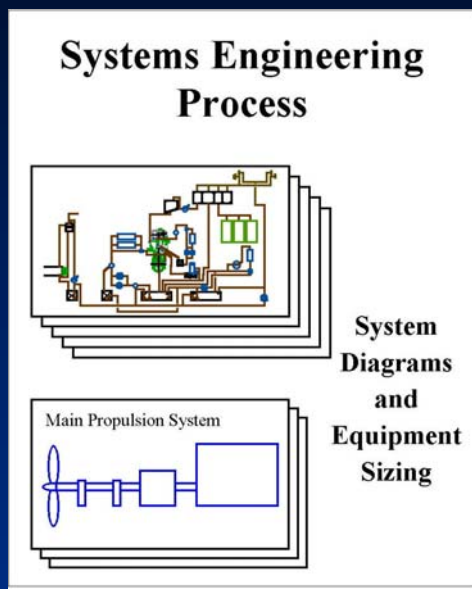 Systems Engineering
Process
System
Diagrams
and
Equipment
Sizing
Main Propulsion System